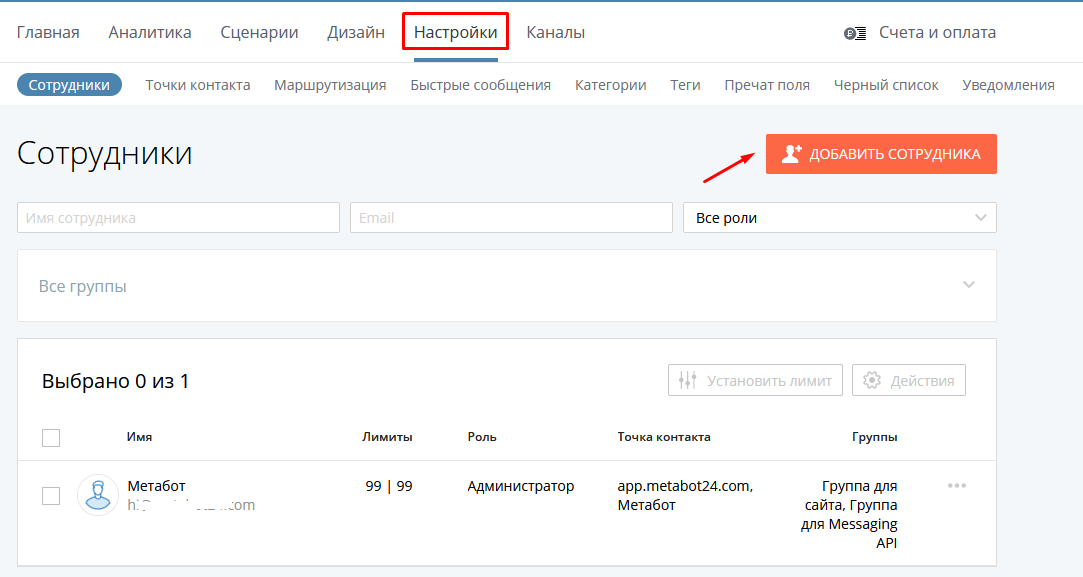 Главная Аналитика Сценарии Дизайн Настройки Каналы Счета и оплата
Сотрудники Точки контакта Маршрутизация Быстрые сообщения Категории Теги Пречат поля Черный список Уведомления
Сотрудники
ДОБАВИТЬ СОТРУДНИКА
Имя сотрудника Email Все роли
Все группы
Выбрано 0 из 1 Установить лимит Действия
Имя Лимиты Роль Точка контакта Группы
Метабот 99 | 99 Администратор app.metabot24.com, Группа для
Метабот сайта, Группа
для Messaging
API